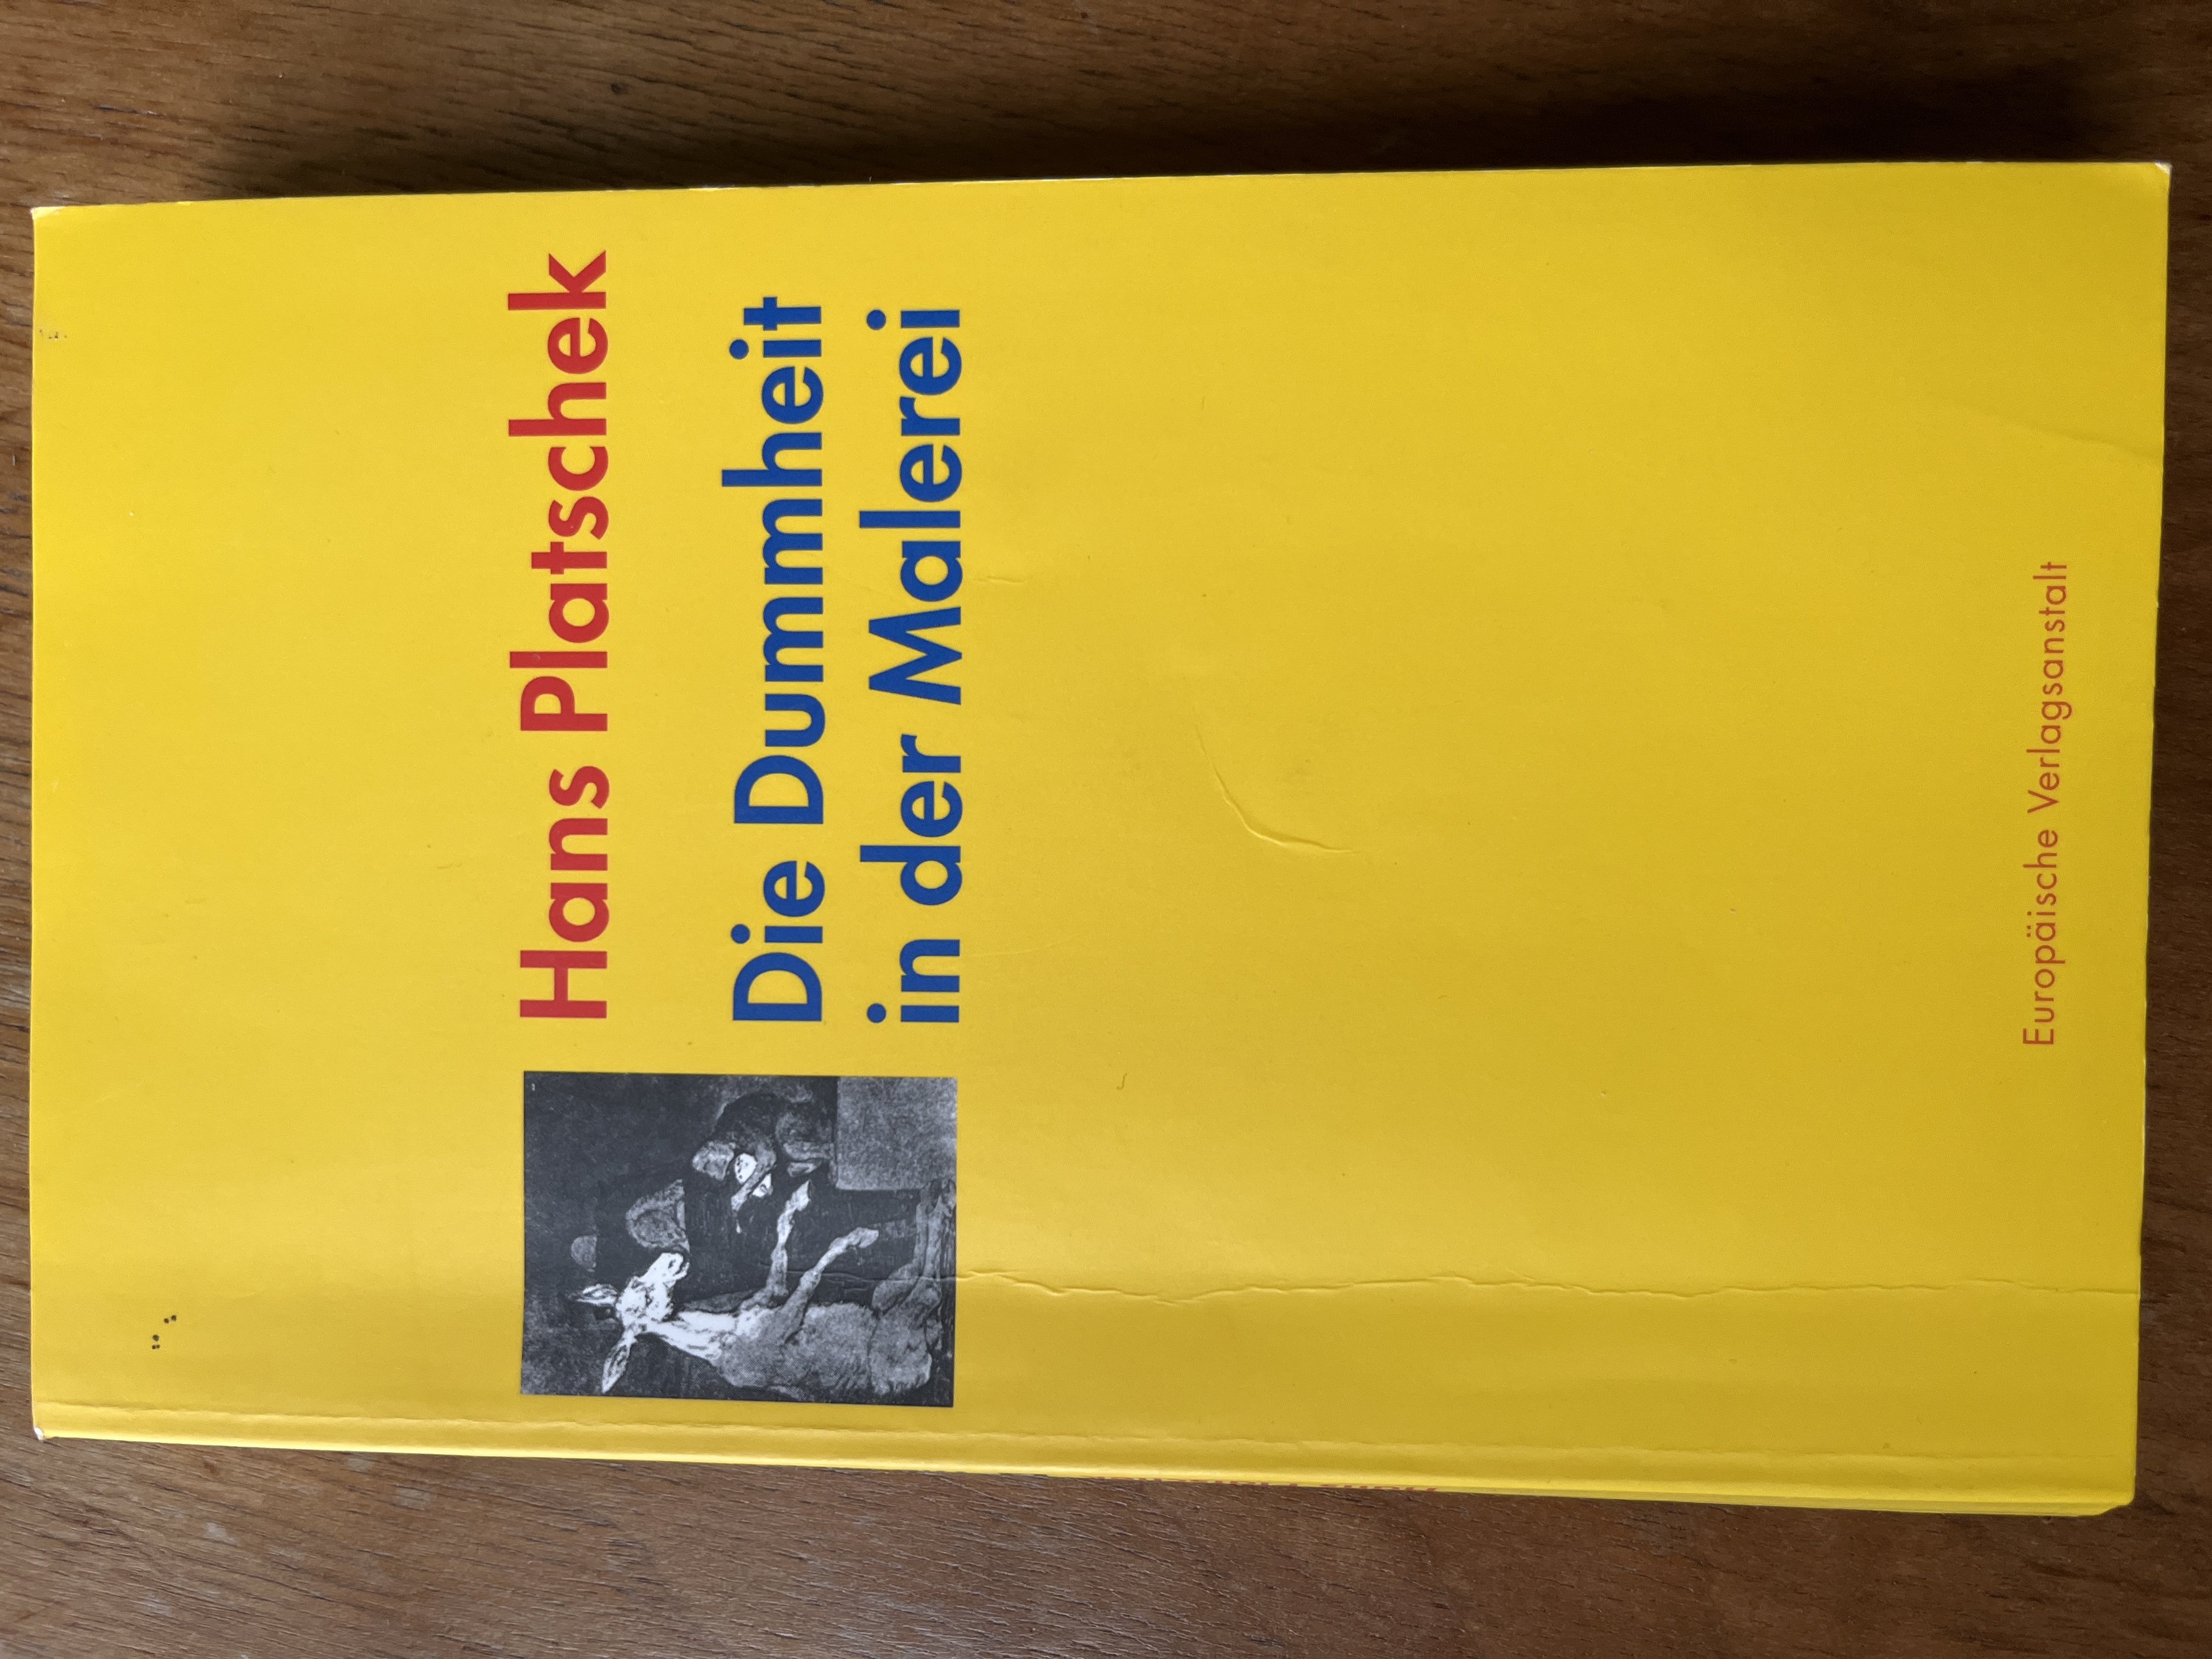 Hans Platschek
Die Dummheit
in der Malerei
Europäische Verlagsanstalt